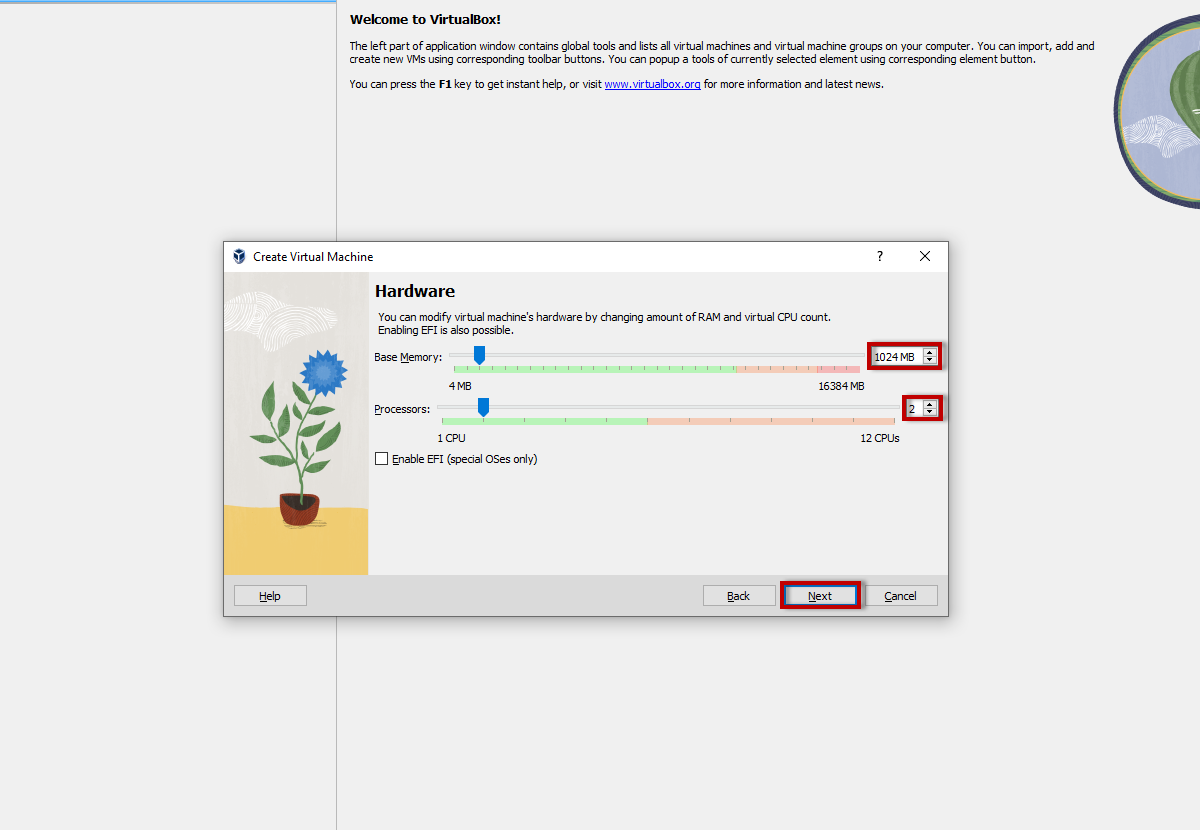 Welcome to VirtualBox!
The left part of application window contains global tools and lists all virtual machines and virtual machine groups on your computer. You can import, add and
create new VMs using corresponding toolbar buttons. You can popup a tools of currently selected element using corresponding element button.
You can press the F1 key to get instant help, or visit www.virtualbox.org for more information and latest news.
Create Virtual Machine
?
Hardware
You can modify virtual machine's hardware by changing amount of RAM and virtual CPU count.
Enabling EFI is also possible.
Base Memory: 1024 MB
4 MB 16384 MB
Processors: 2
1 CPU 12 CPUs
Enable EFI (special OSes only)
Help Back Next Cancel